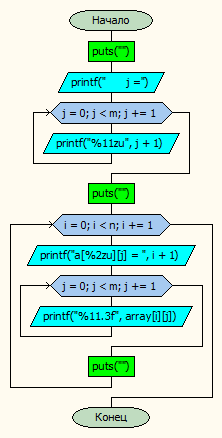 Начало
puts("")
printf("      j =")
j = 0; j < m; j += 1
printf("%11zu", j + 1)
puts("")
i = 0; i < n; i += 1
printf("a[%2zu][j] = ", i + 1)
j = 0; j < m; j += 1
printf("%11.3f", array[i][j])
puts("")
Конец